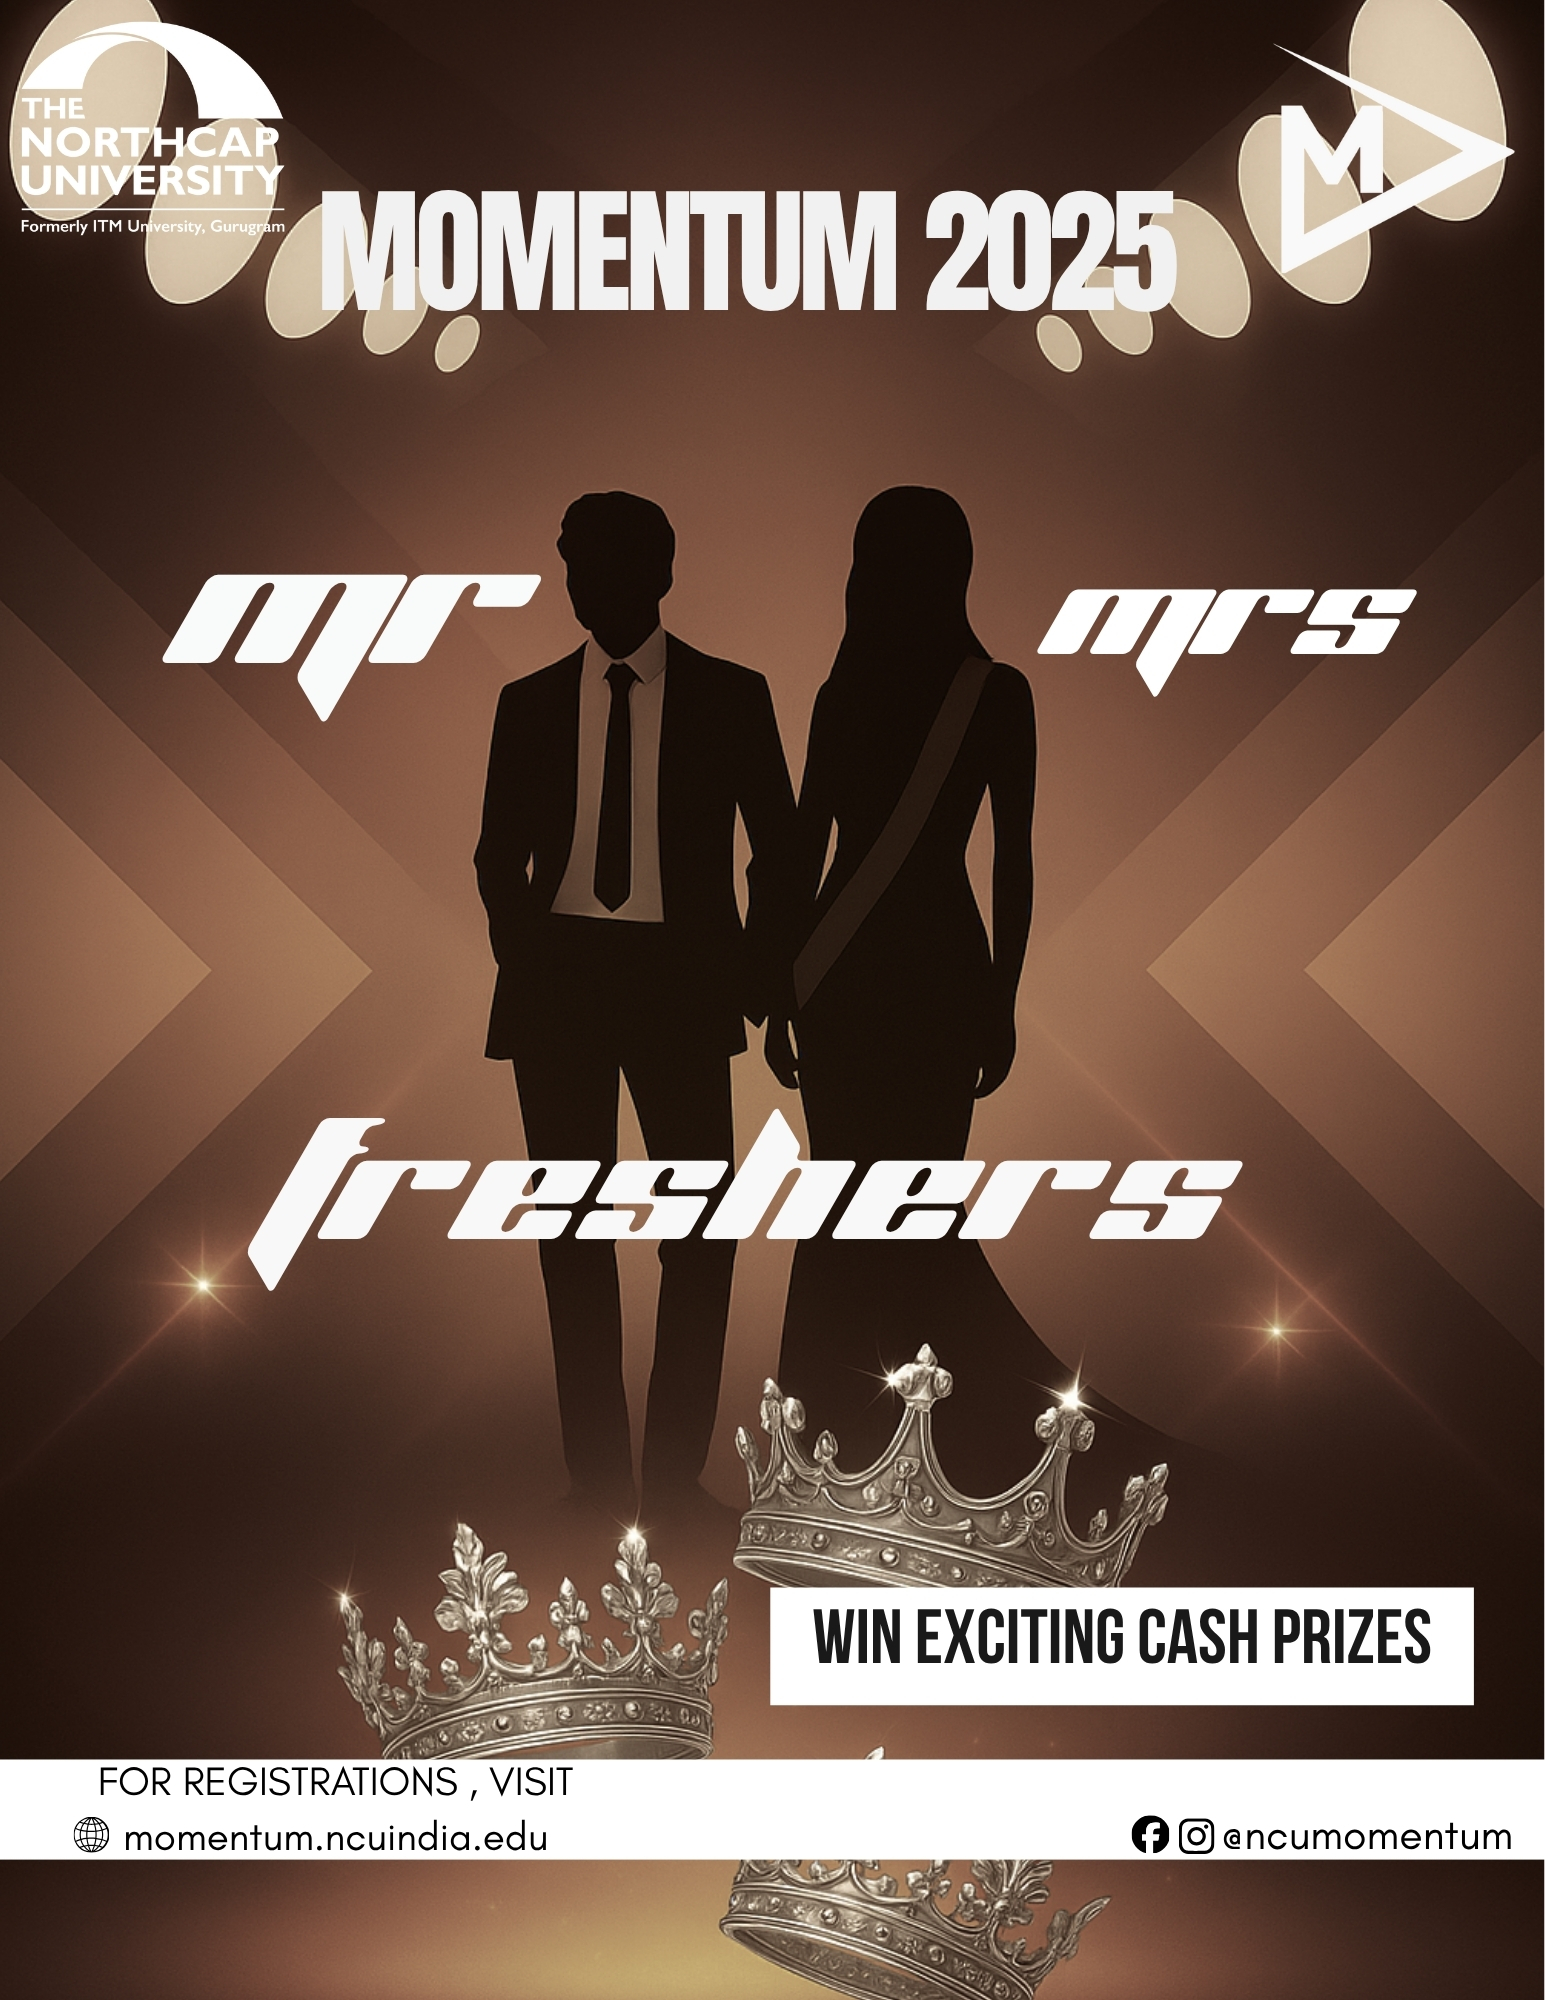 THE
NORTHCAP
UNIVERSITY
Formerly ITM University, Gurugram
M
MOMENTUM 2025
mr
mrs
freshers
WIN EXCITING CASH PRIZES
FOR REGISTRATIONS , VISIT
momentum.ncuindia.edu
@ncumomentum